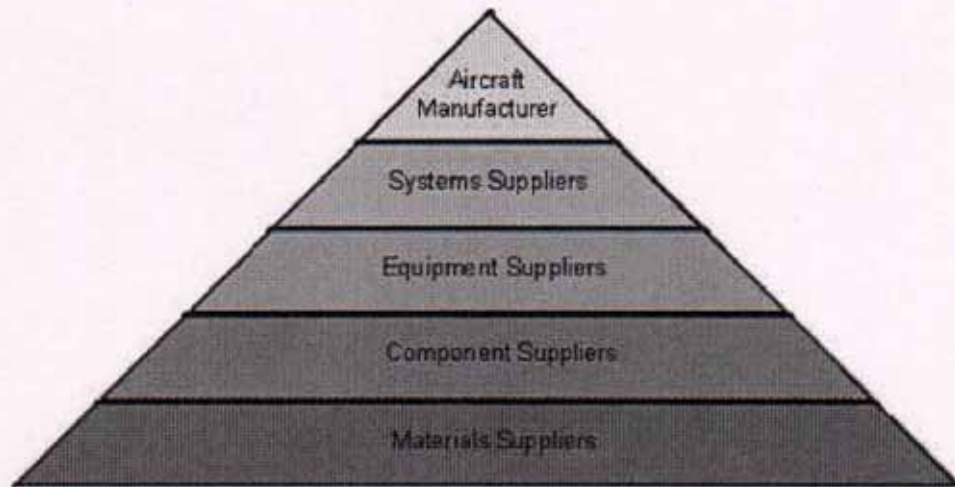 Aircraft
Manufacturer
Systems Suppliers
Equipment Suppliers
Component Suppliers
Materials Suppliers